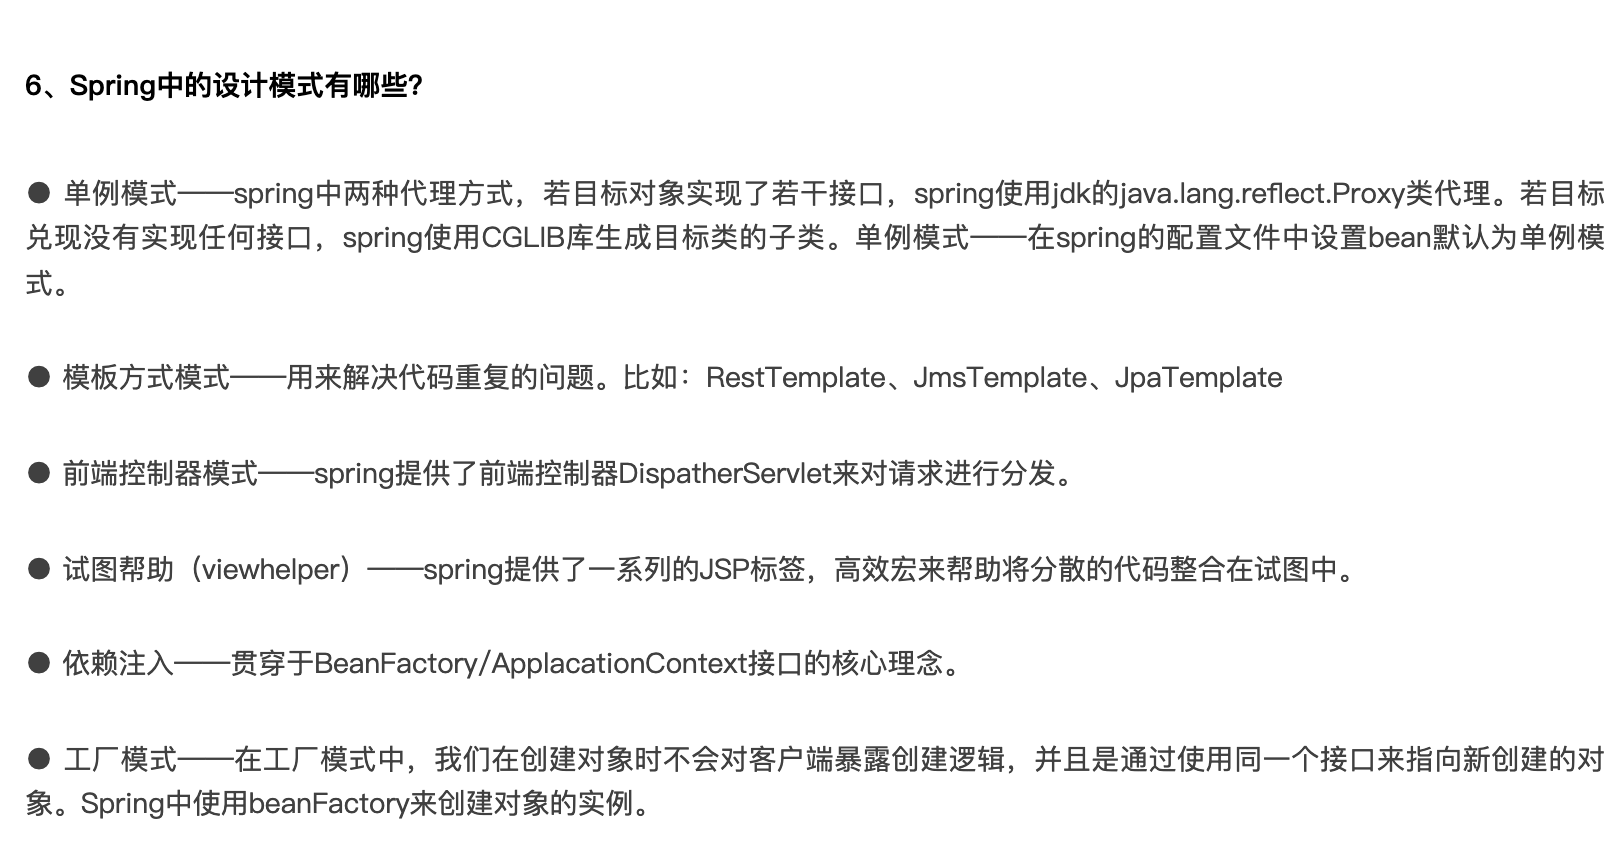 6、Spring中的设计模式有哪些?
● 单例模式——spring中两种代理方式，若目标对象实现了若干接口，spring使用jdk的java.lang.reflect.Proxy类代理。若目标
兑现没有实现任何接口，spring使用CGLIB库生成目标类的子类。单例模式——在spring的配置文件中设置bean默认为单例模
式。
● 模板方式模式——用来解决代码重复的问题。比如：RestTemplate、JmsTemplate、JpaTemplate
● 前端控制器模式——spring提供了前端控制器DispatherServlet来对请求进行分发。
● 试图帮助（viewhelper）——spring提供了一系列的JSP标签，高效宏来帮助将分散的代码整合在试图中。
● 依赖注入——贯穿于BeanFactory/ApplacationContext接口的核心理念。
● 工厂模式——在工厂模式中，我们在创建对象时不会对客户端暴露创建逻辑，并且是通过使用同一个接口来指向新创建的对
象。Spring中使用beanFactory来创建对象的实例。